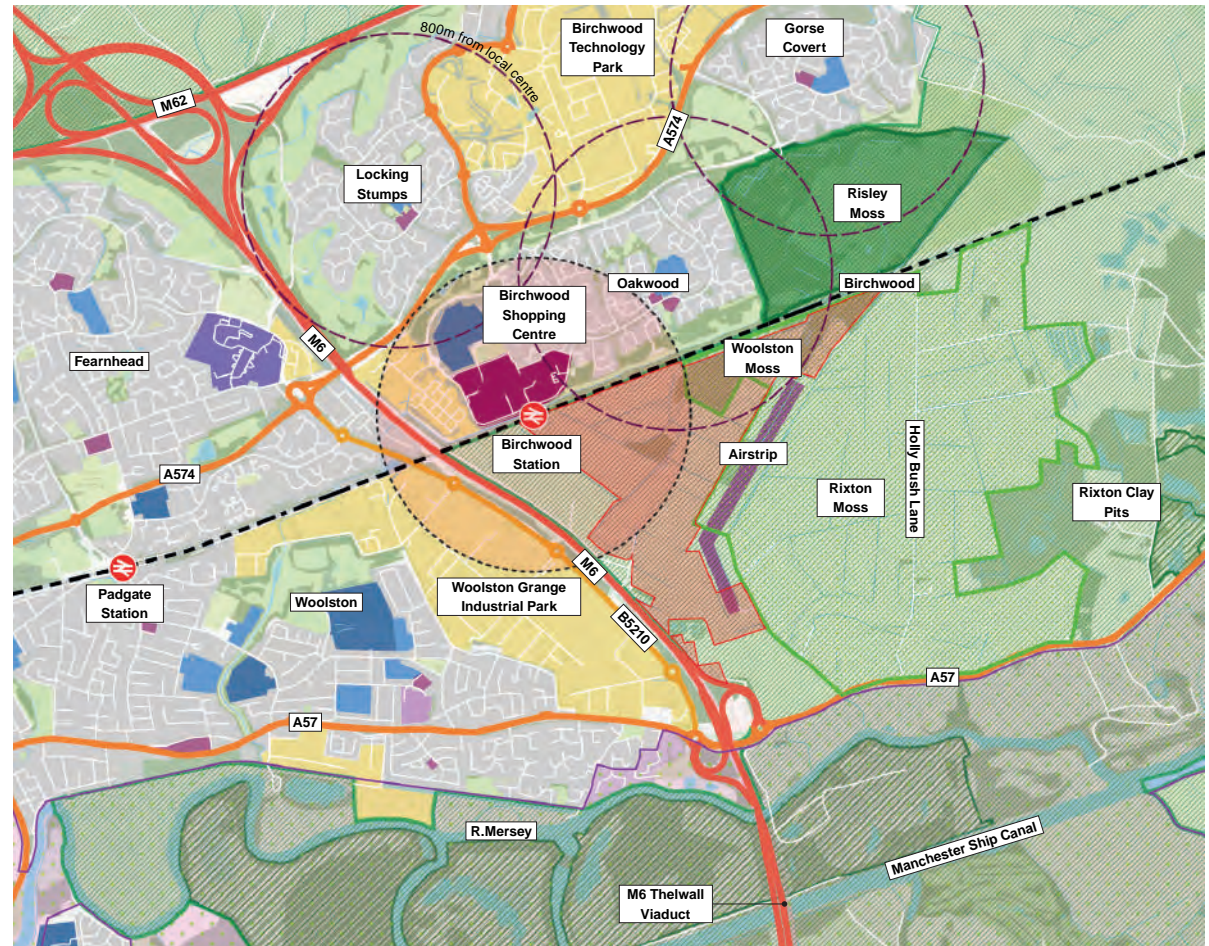 Birchwood
Technology
Park
Gorse
Covert
800m from local centre
M62
A574
Locking
Stumps
Risley
Moss
Oakwood
Birchwood
Birchwood
Shopping
Centre
M6
Fearnhead
Woolston
Moss
Birchwood
Station
A574
Airstrip
Holly Bush Lane
Rixton
Moss
Rixton Clay
Pits
Padgate
Station
Woolston
Woolston Grange
Industrial Park
M6
B5210
A57
A57
R.Mersey
Manchester Ship Canal
M6 Thelwall
Viaduct